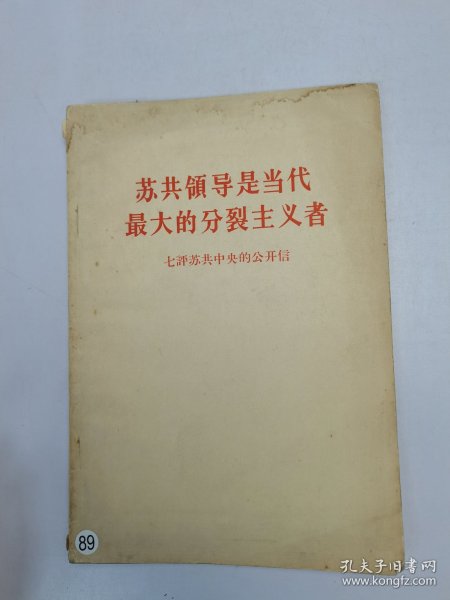 苏共領导是当代
最大的分裂主义者
七評苏共中央的公开信
89
孔夫子旧书网
www.kongfz.com